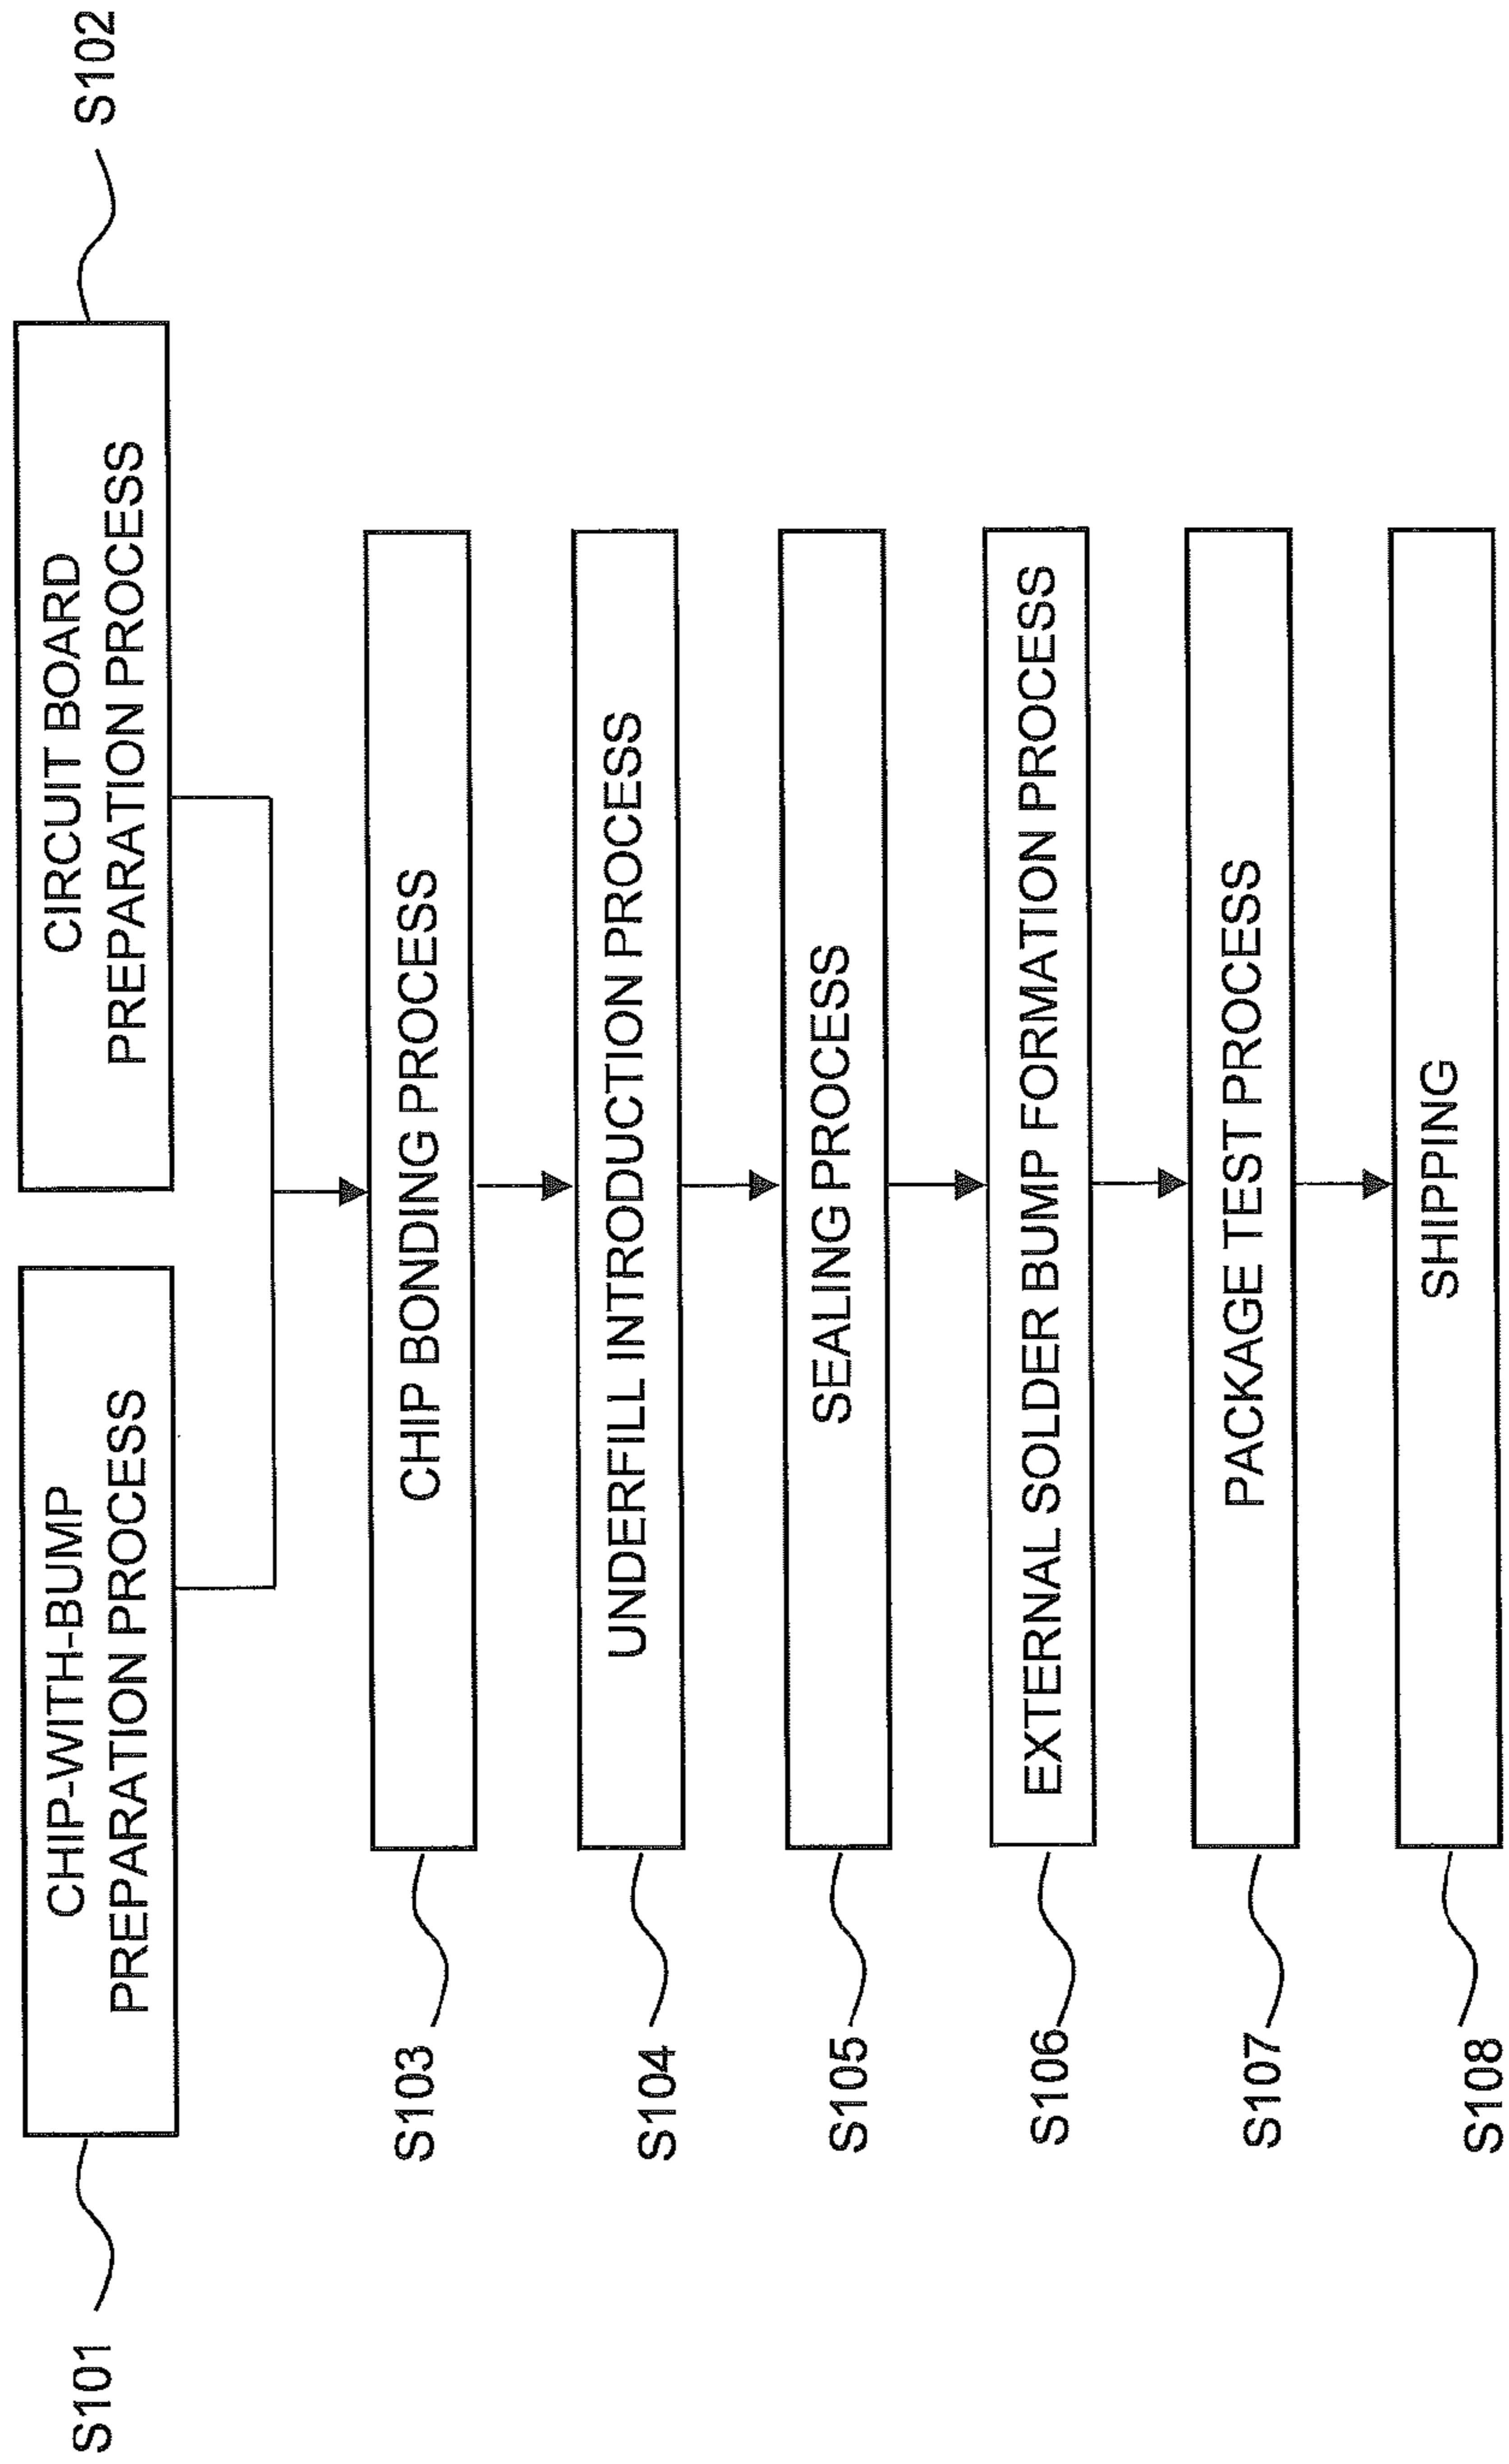 S101
CHIP-WITH-BUMP
PREPARATION PROCESS
CIRCUIT BOARD
PREPARATION PROCESS
S102
S103
CHIP BONDING PROCESS
S104
UNDERFILL INTRODUCTION PROCESS
S105
SEALING PROCESS
S106
EXTERNAL SOLDER BUMP FORMATION PROCESS
S107
PACKAGE TEST PROCESS
S108
SHIPPING